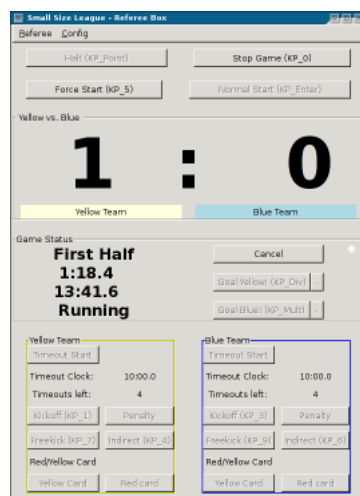 Small Size League - Referee Box
Referee Config
Halt (KP_Point) Stop Game (KP_0)
Force Start (KP_5) Normal Start (KP_Enter)
Yellow vs. Blue
1 : 0
Yellow Team Blue Team
Game Status
First Half
1:18.4
13:41.6
Running
Cancel
Goal Yellow! (KP_Div) -
Goal Blue! (KP_Mult) -
Yellow Team
Timeout Start
Timeout Clock: 10:00.0
Timeouts left: 4
Kickoff (KP_1) Penalty
Freekick (KP_7) Indirect (KP_4)
Red/Yellow Card
Yellow Card Red card
Blue Team
Timeout Start
Timeout Clock: 10:00.0
Timeouts left: 4
Kickoff (KP_3) Penalty
Freekick (KP_9) Indirect (KP_6)
Red/Yellow Card
Yellow Card Red card